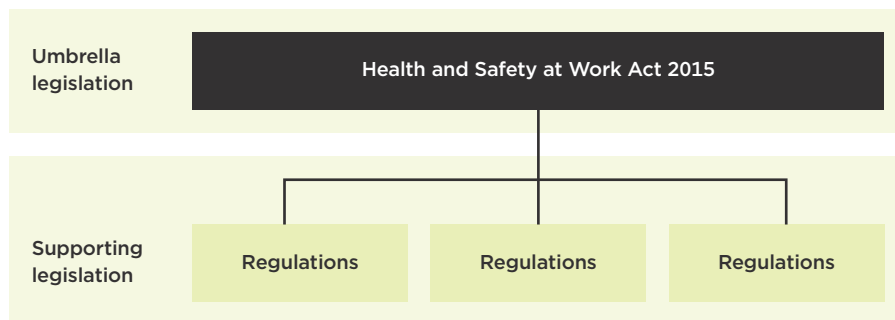 Umbrella
legislation
Health and Safety at Work Act 2015
Supporting
legislation
Regulations
Regulations
Regulations